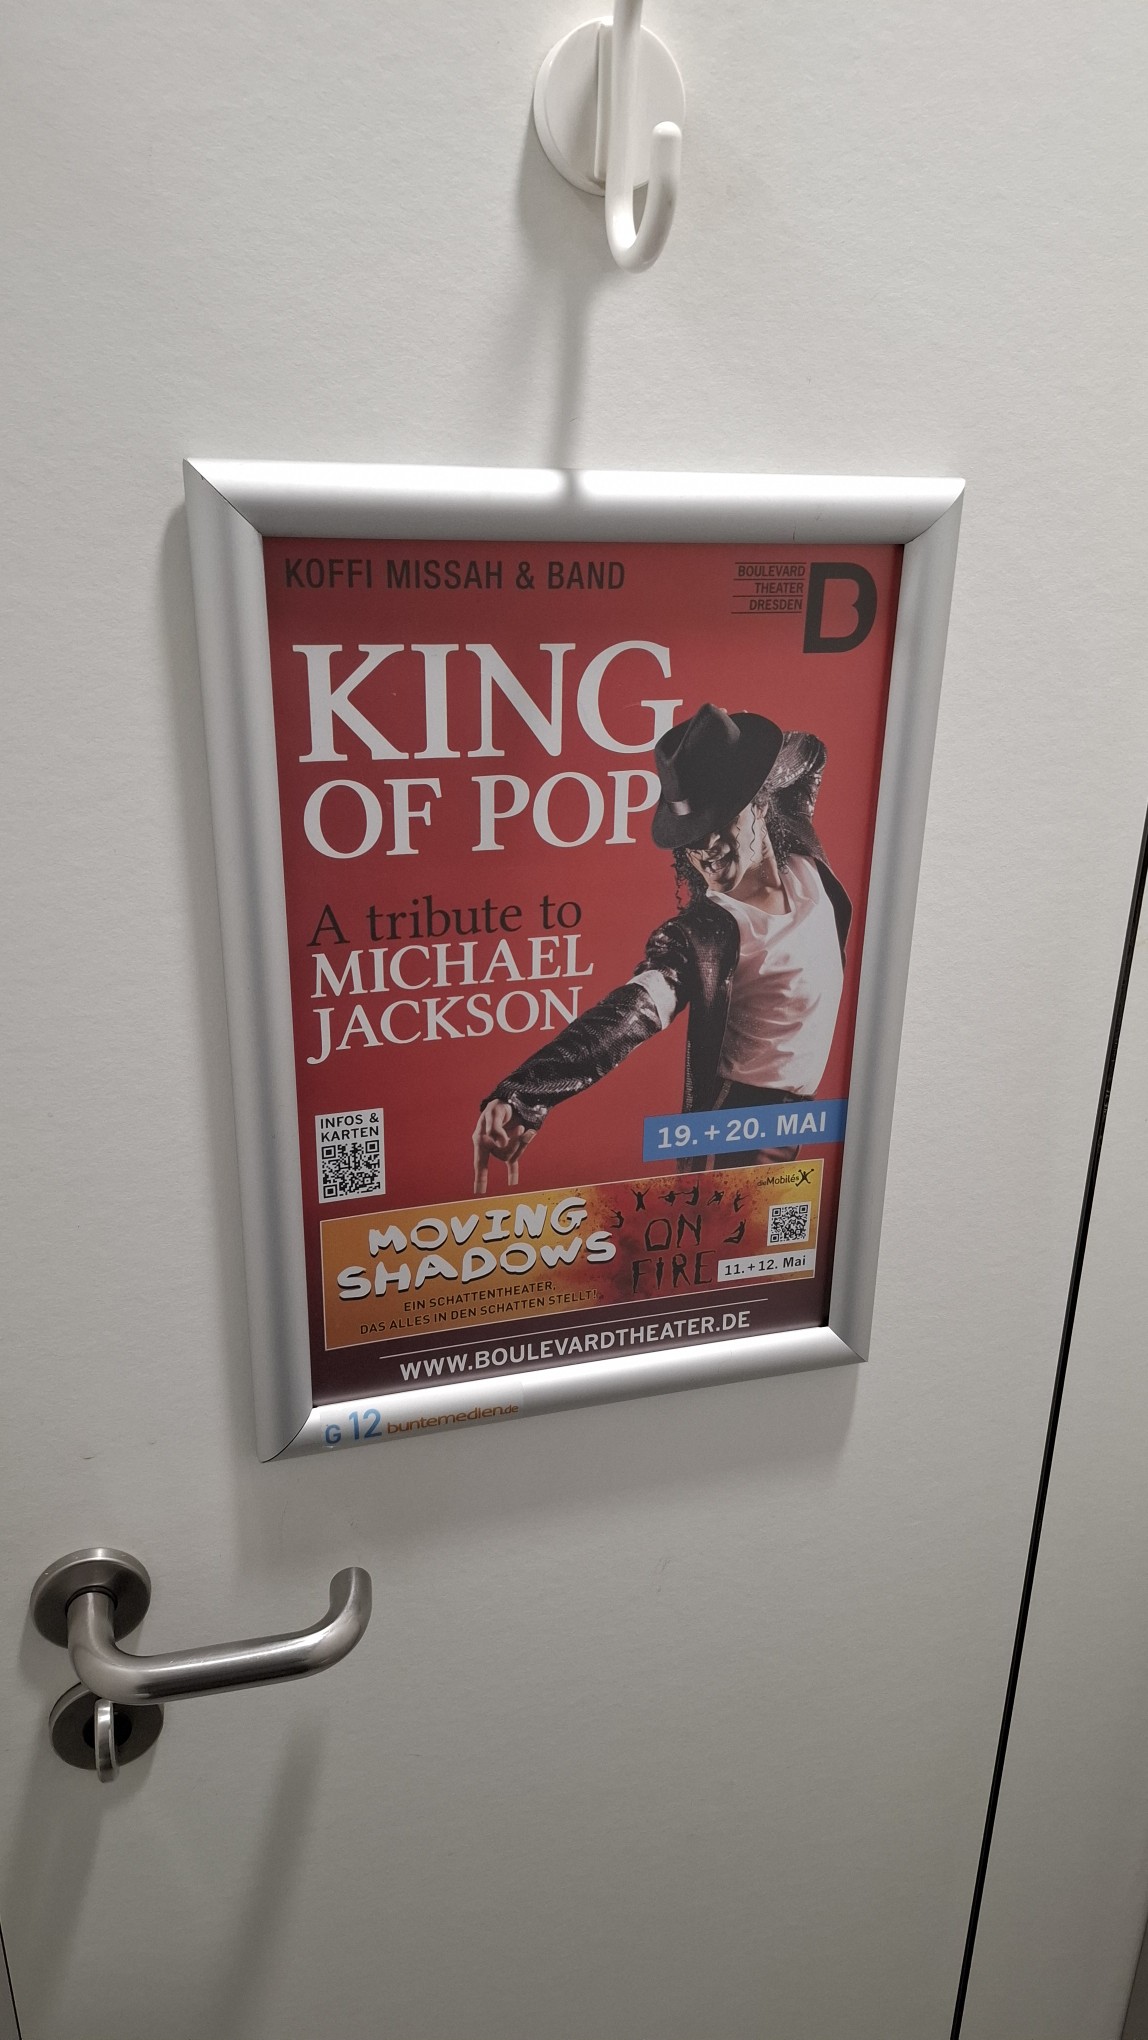 KOFFI MISSAH & BAND
BOULEVARD
THEATER
DRESDEN
B
KING
OF POP
A tribute to
MICHAEL
JACKSON
INFOS &
KARTEN
19.+20. MAI
MOVING
SHADOWS
EIN SCHATTENTHEATER,
DAS ALLES IN DEN SCHATTEN STELLT!
ON
FIRE
dieMobilés
11.+12. Mai
WWW.BOULEVARDTHEATER.DE
G 12 buntemedien.de